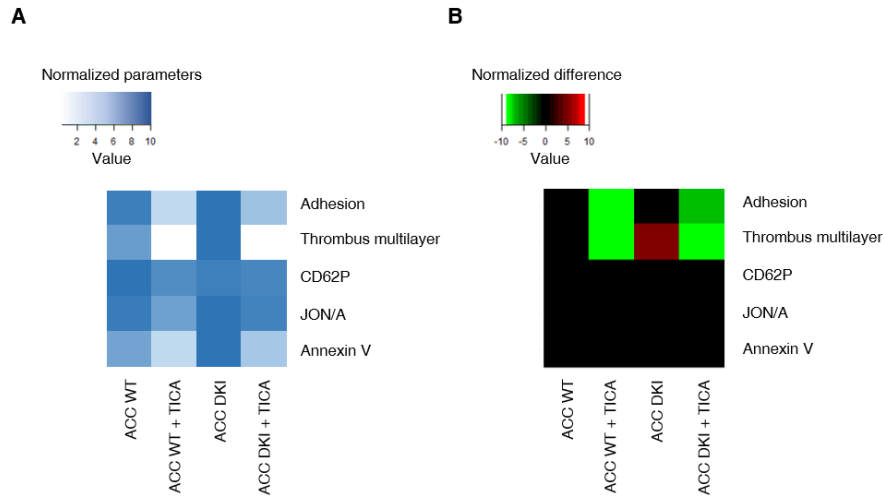 A
B
Normalized parameters
2 4 6 8 10
Value
Normalized difference
-10 -5 0 5 10
Value
Adhesion
Thrombus multilayer
CD62P
JON/A
Annexin V
ACC WT
ACC WT + TICA
ACC DKI
ACC DKI + TICA
Adhesion
Thrombus multilayer
CD62P
JON/A
Annexin V
ACC WT
ACC WT + TICA
ACC DKI
ACC DKI + TICA